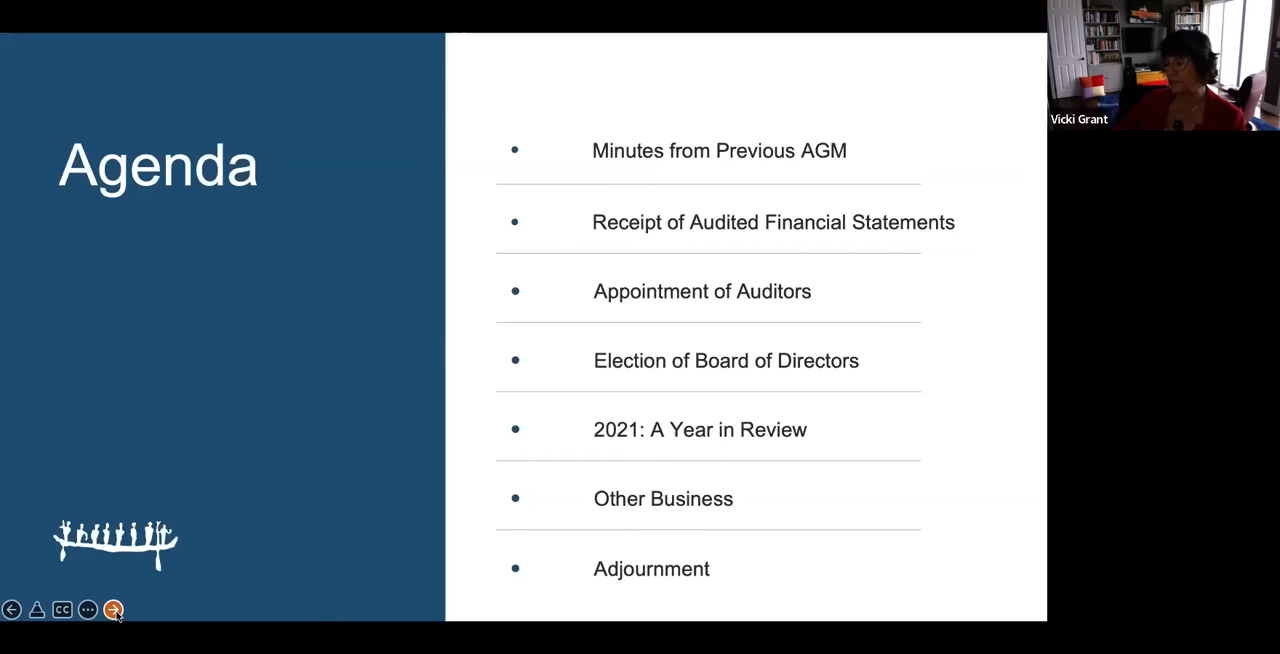 Agenda
• Minutes from Previous AGM
• Receipt of Audited Financial Statements
• Appointment of Auditors
• Election of Board of Directors
• 2021: A Year in Review
• Other Business
• Adjournment
Vicki Grant
CC